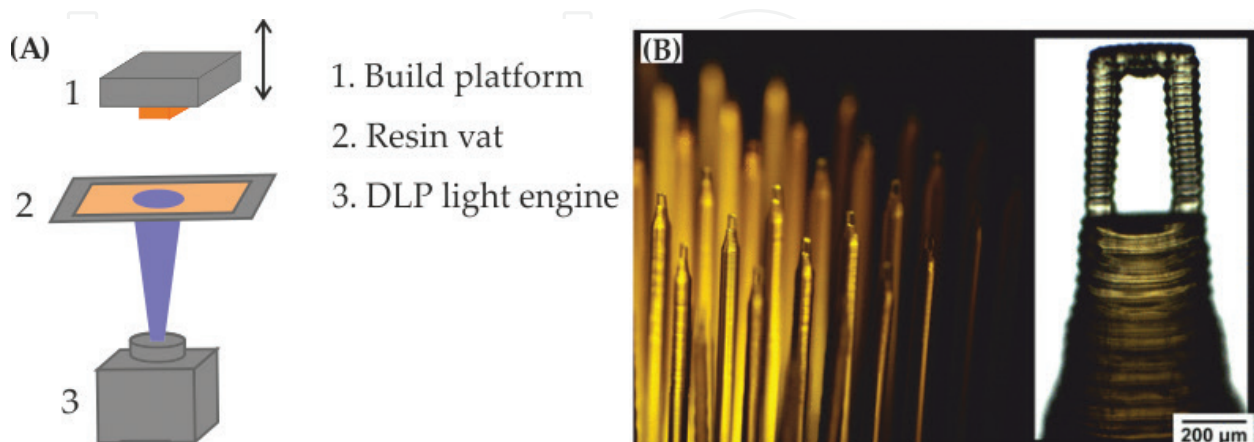 (A)
1
2
3
1. Build platform
2. Resin vat
3. DLP light engine
(B)
200 µm